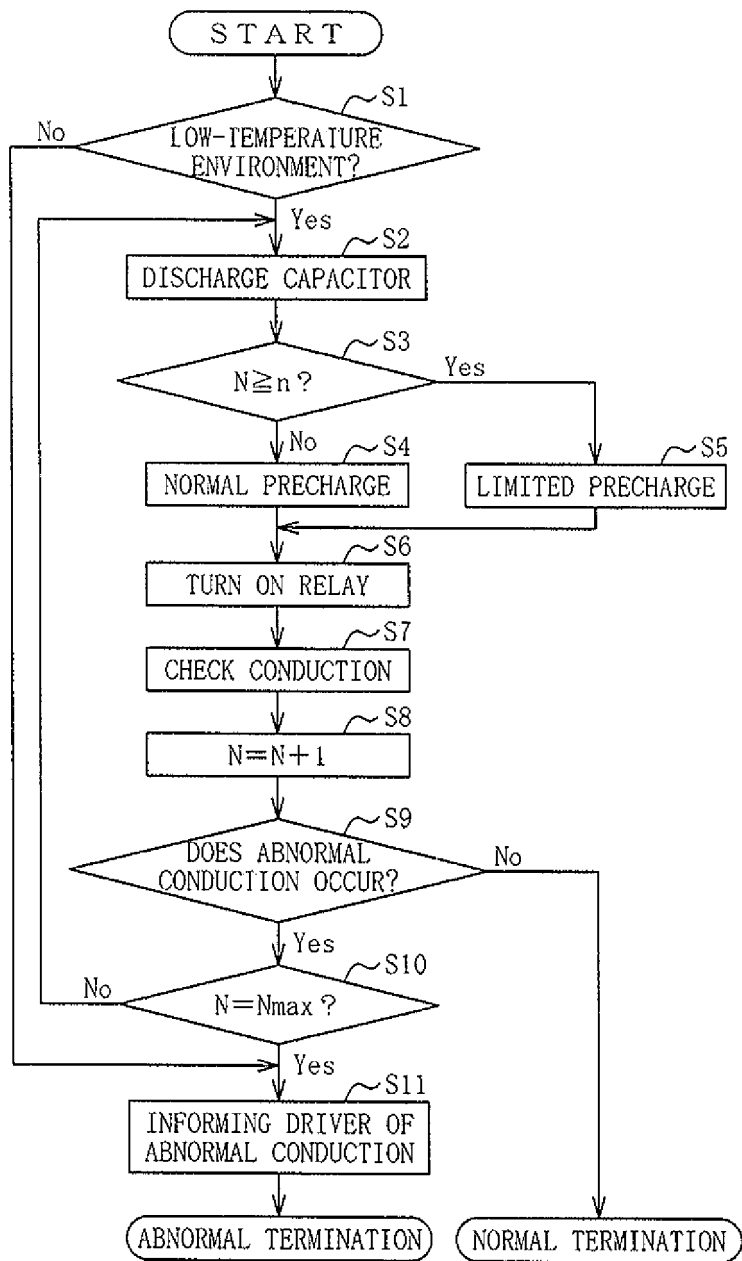 START
S1
No
LOW-TEMPERATURE
ENVIRONMENT?
Yes
S2
DISCHARGE CAPACITOR
S3
N≧n?
Yes
No
S4
NORMAL PRECHARGE
S5
LIMITED PRECHARGE
S6
TURN ON RELAY
S7
CHECK CONDUCTION
S8
N=N+1
S9
DOES ABNORMAL
CONDUCTION OCCUR?
No
Yes
S10
No
N=Nmax?
Yes
S11
INFORMING DRIVER OF
ABNORMAL CONDUCTION
ABNORMAL TERMINATION
NORMAL TERMINATION